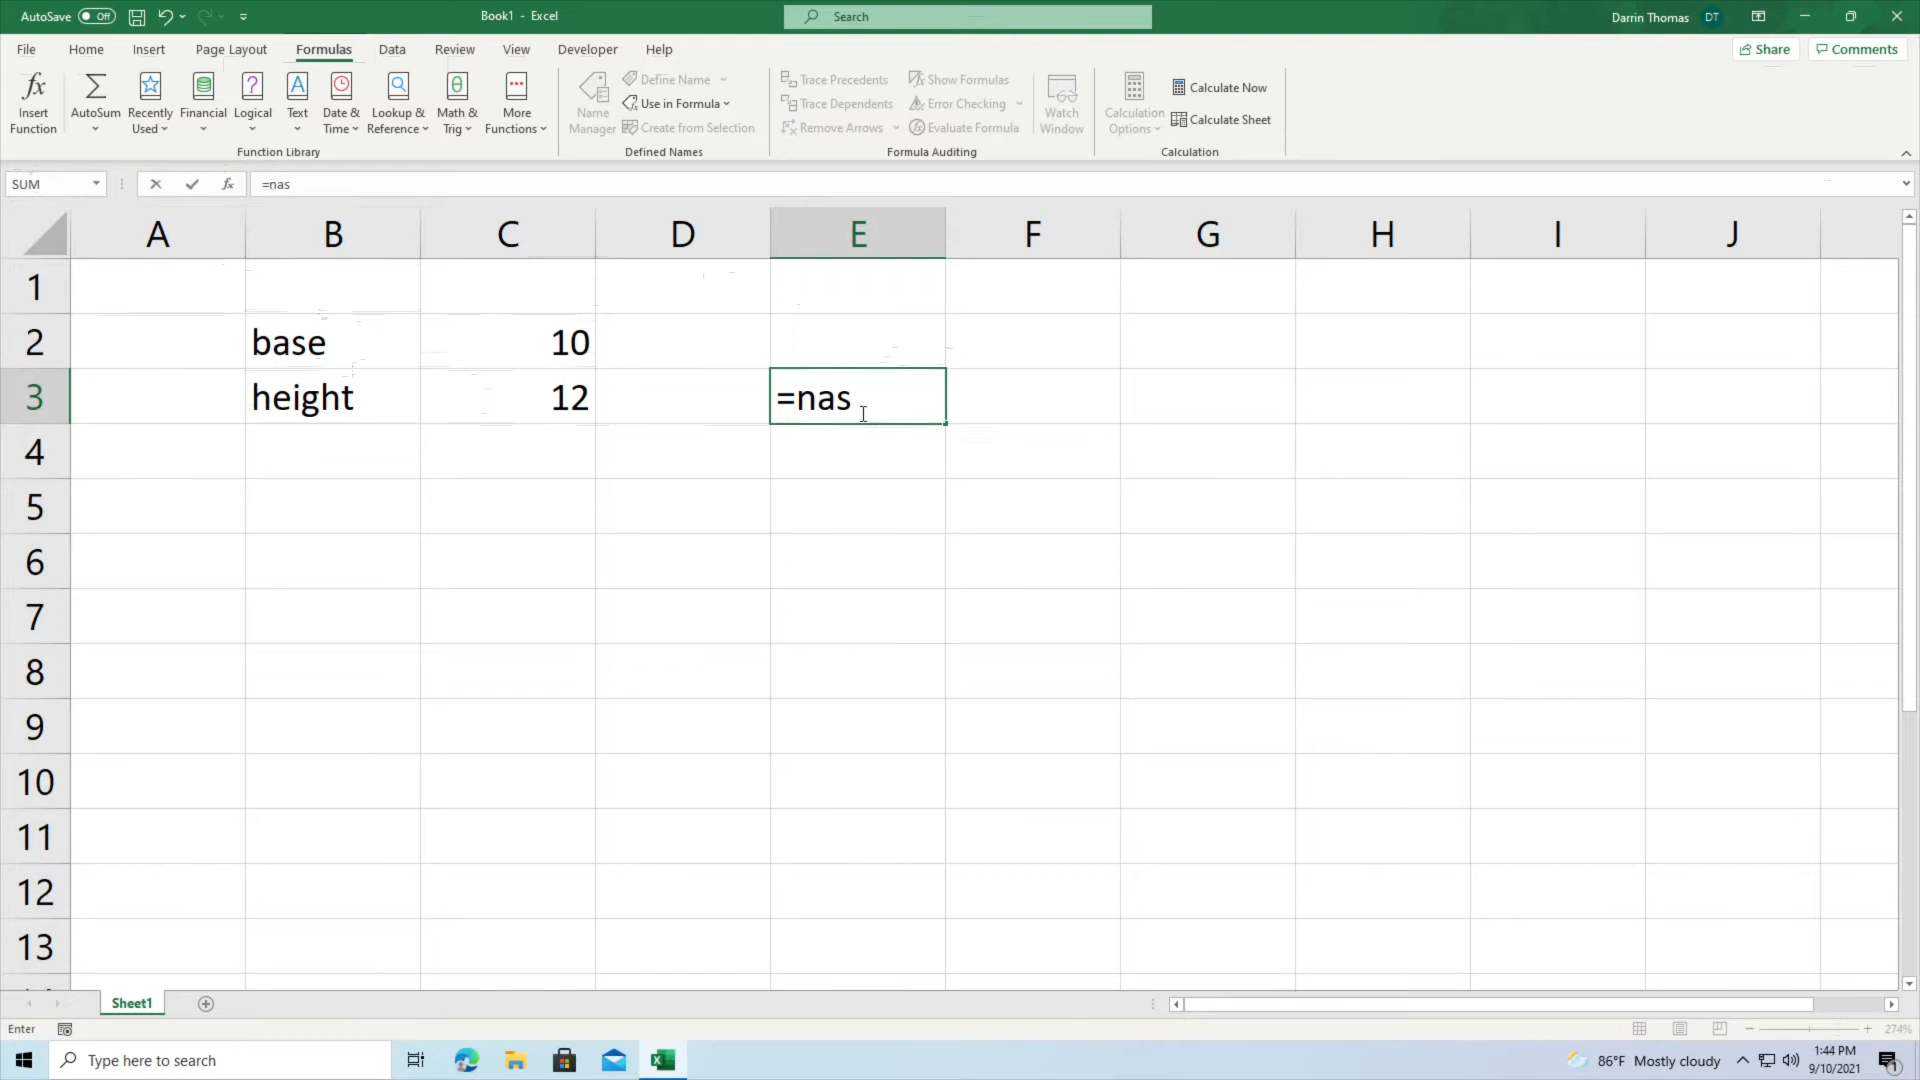 AutoSave Off Book1 - Excel Search Darrin Thomas DT
File Home Insert Page Layout Formulas Data Review View Developer Help Share Comments
Insert Function AutoSum Recently Used Financial Logical Text Date & Time Lookup & Reference Math & Trig More Functions
Name Manager Define Name Use in Formula Create from Selection
Trace Precedents Trace Dependents Remove Arrows Show Formulas Error Checking Evaluate Formula Watch Window
Calculation Options Calculate Now Calculate Sheet
Function Library Defined Names Formula Auditing Calculation
SUM fx =nas
A B C D E F G H I J
1
2 base 10
3 height 12 =nas
4
5
6
7
8
9
10
11
12
13
Sheet1
Enter 274%
Type here to search 86°F Mostly cloudy 1:44 PM
9/10/2021
1